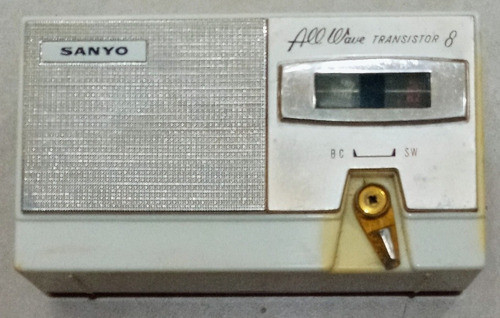 SANYO
All Wave TRANSISTOR 8
BC SW